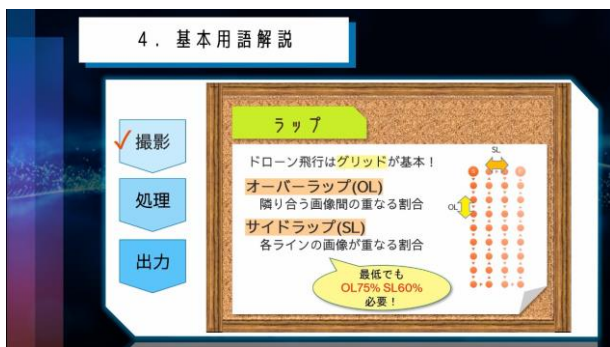 4．基本用語解説
撮影
処理
出力
ラップ
ドローン飛行はグリッドが基本！
オーバーラップ(OL)
隣り合う画像間の重なる割合
サイドラップ(SL)
各ラインの画像が重なる割合
最低でも
OL75% SL60%
必要！
SL
OL